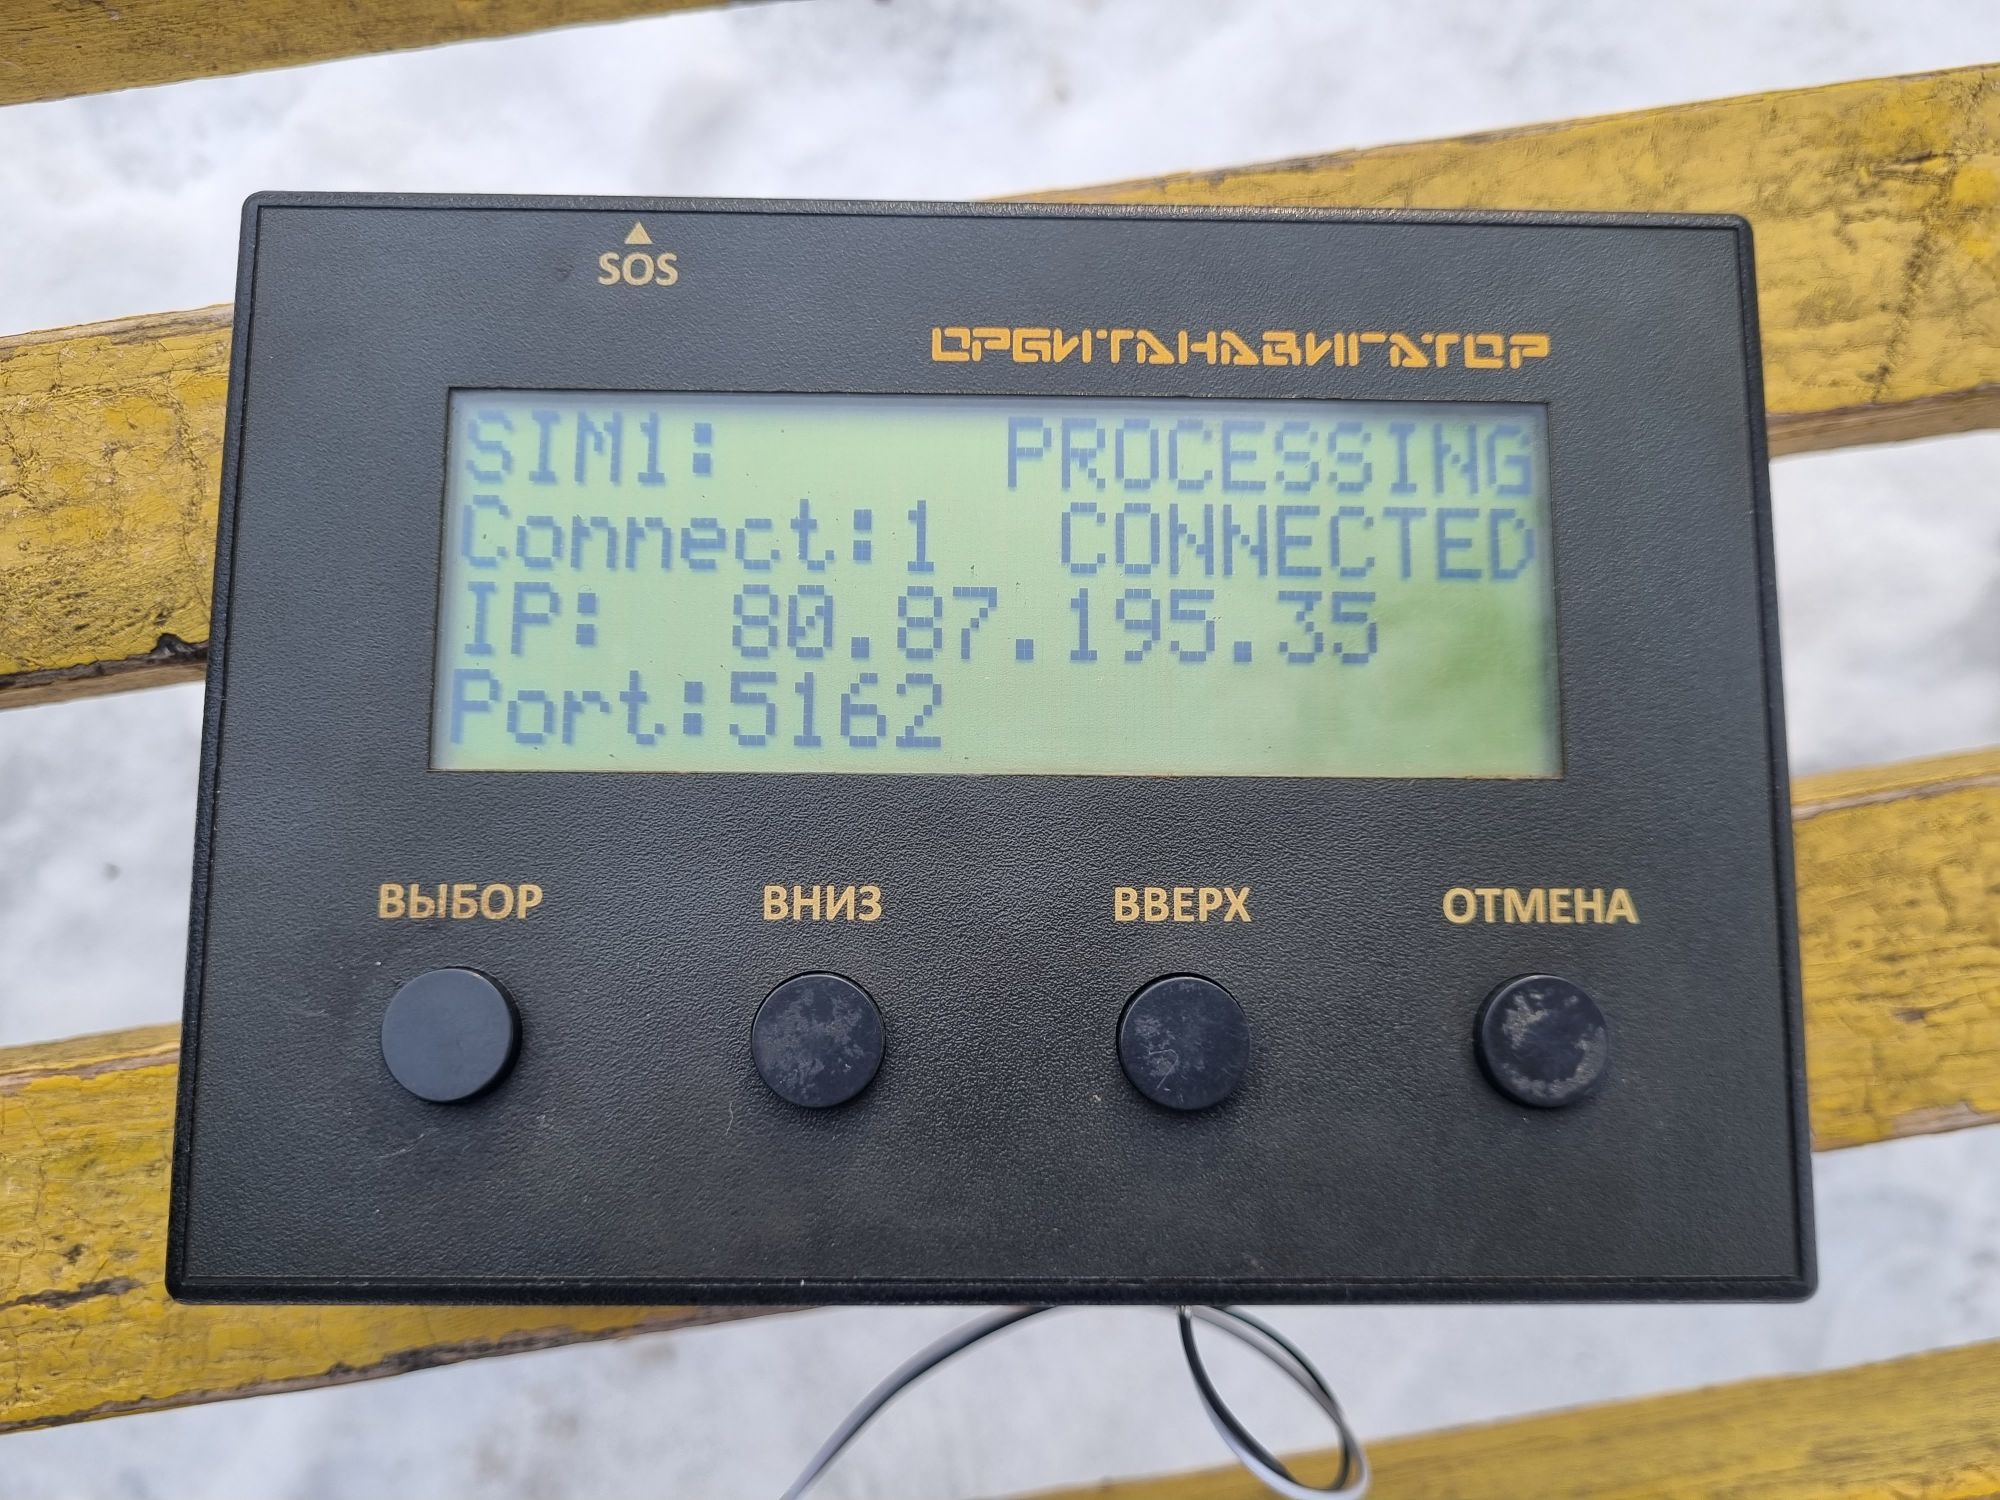 SOS
ОРБИТАНАВИГАТОР
SIM1: PROCESSING
Connect:1 CONNECTED
IP: 80.87.195.35
Port:5162
ВЫБОР ВНИЗ ВВЕРХ ОТМЕНА